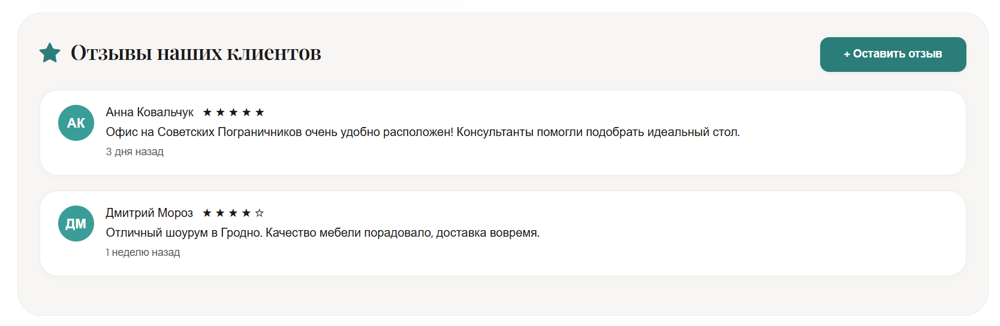 Отзывы наших клиентов
+ Оставить отзыв
АК
Анна Ковальчук ★ ★ ★ ★ ★
Офис на Советских Пограничников очень удобно расположен! Консультанты помогли подобрать идеальный стол.
3 дня назад
ДМ
Дмитрий Мороз ★ ★ ★ ★ ☆
Отличный шоурум в Гродно. Качество мебели порадовало, доставка вовремя.
1 неделю назад